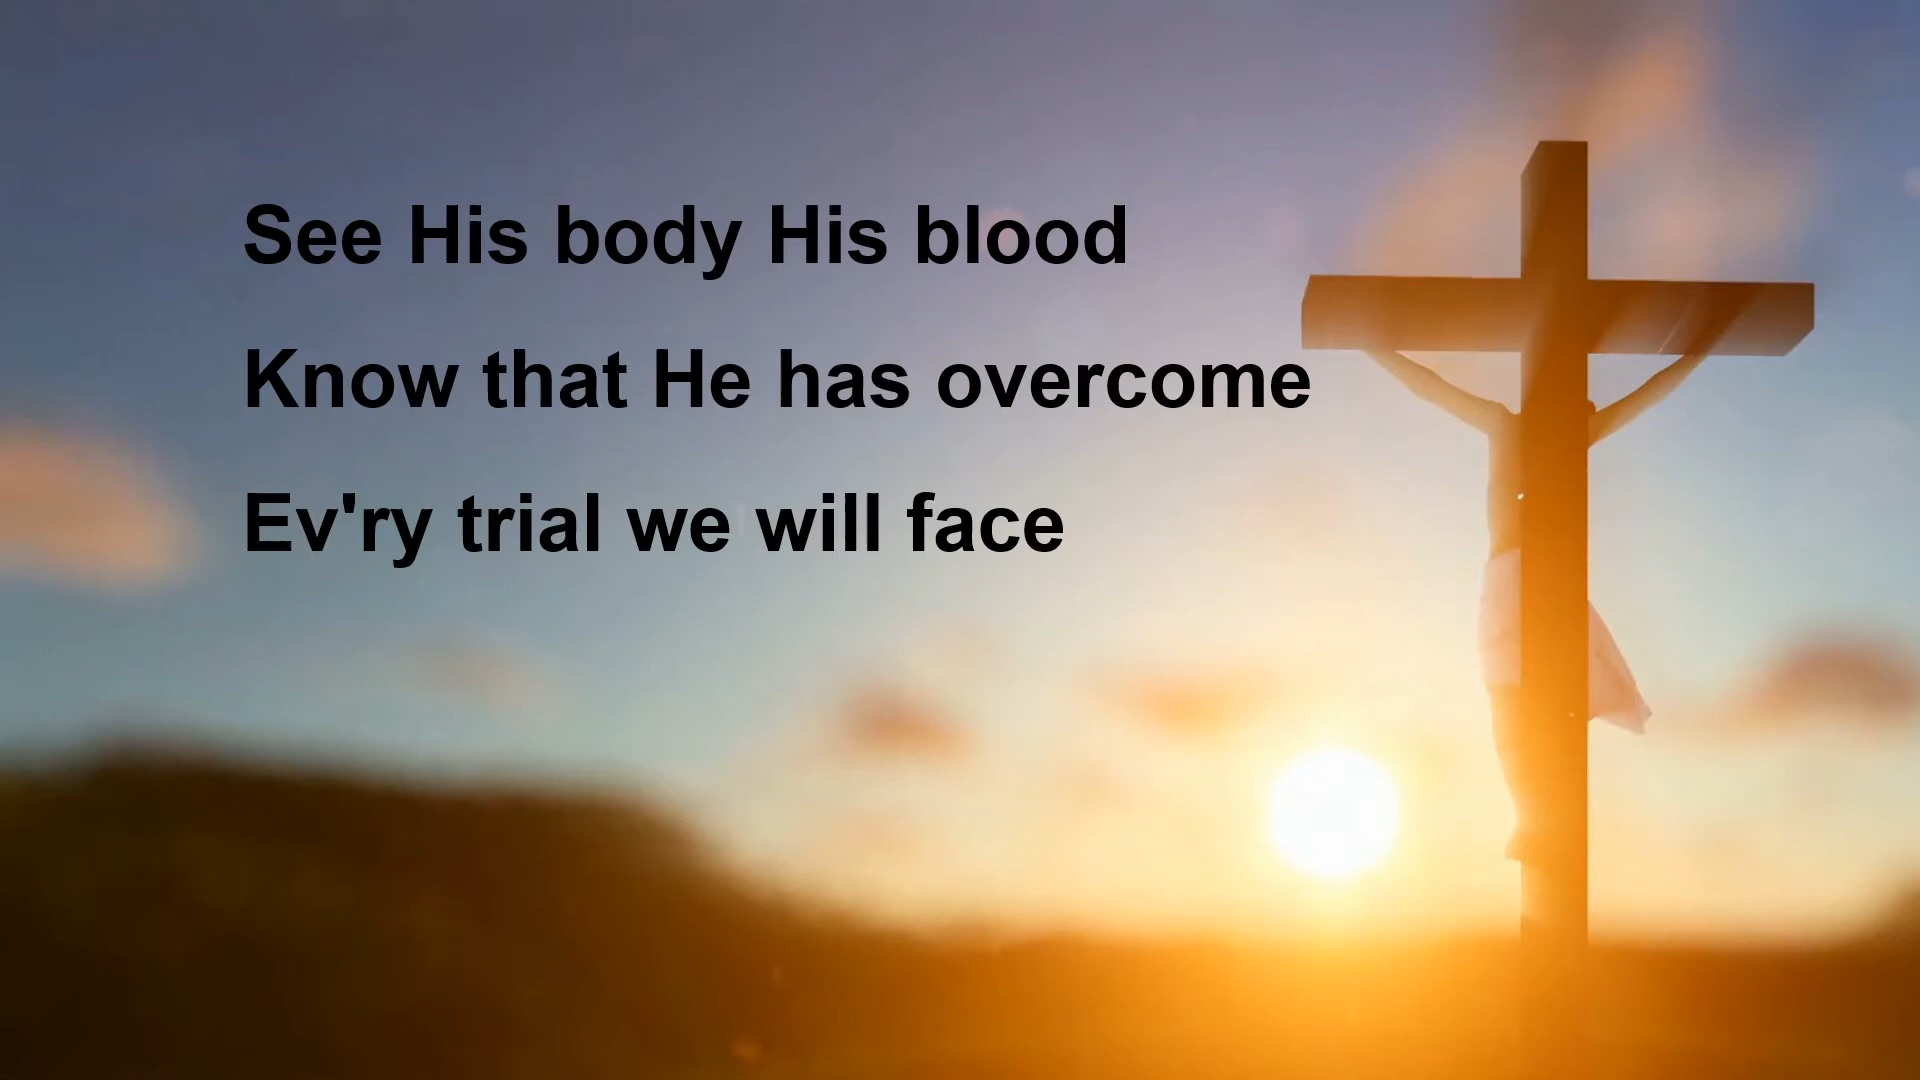 See His body His blood
Know that He has overcome
Ev'ry trial we will face